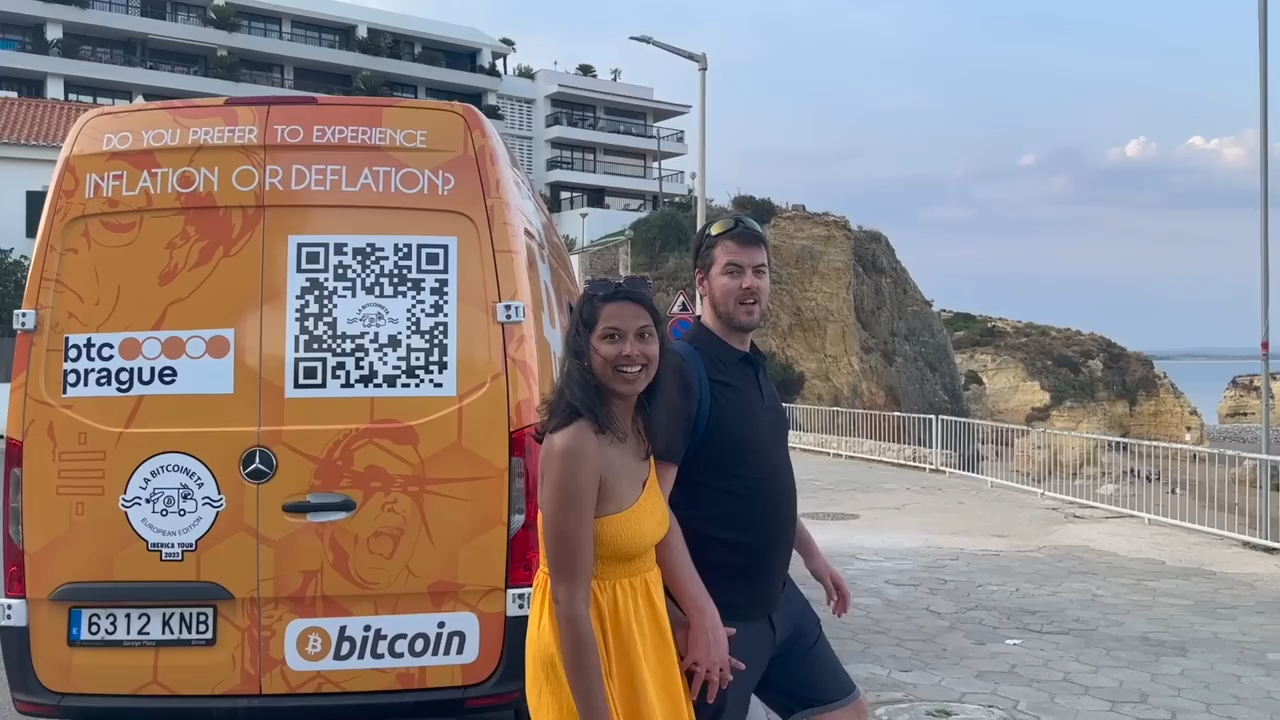 DO YOU PREFER TO EXPERIENCE
INFLATION OR DEFLATION?
LA BITCOINETA
btc
prague
LA BITCOINETA
EUROPEAN EDITION
IBERICA TOUR
2023
E
6312 KNB
bitcoin